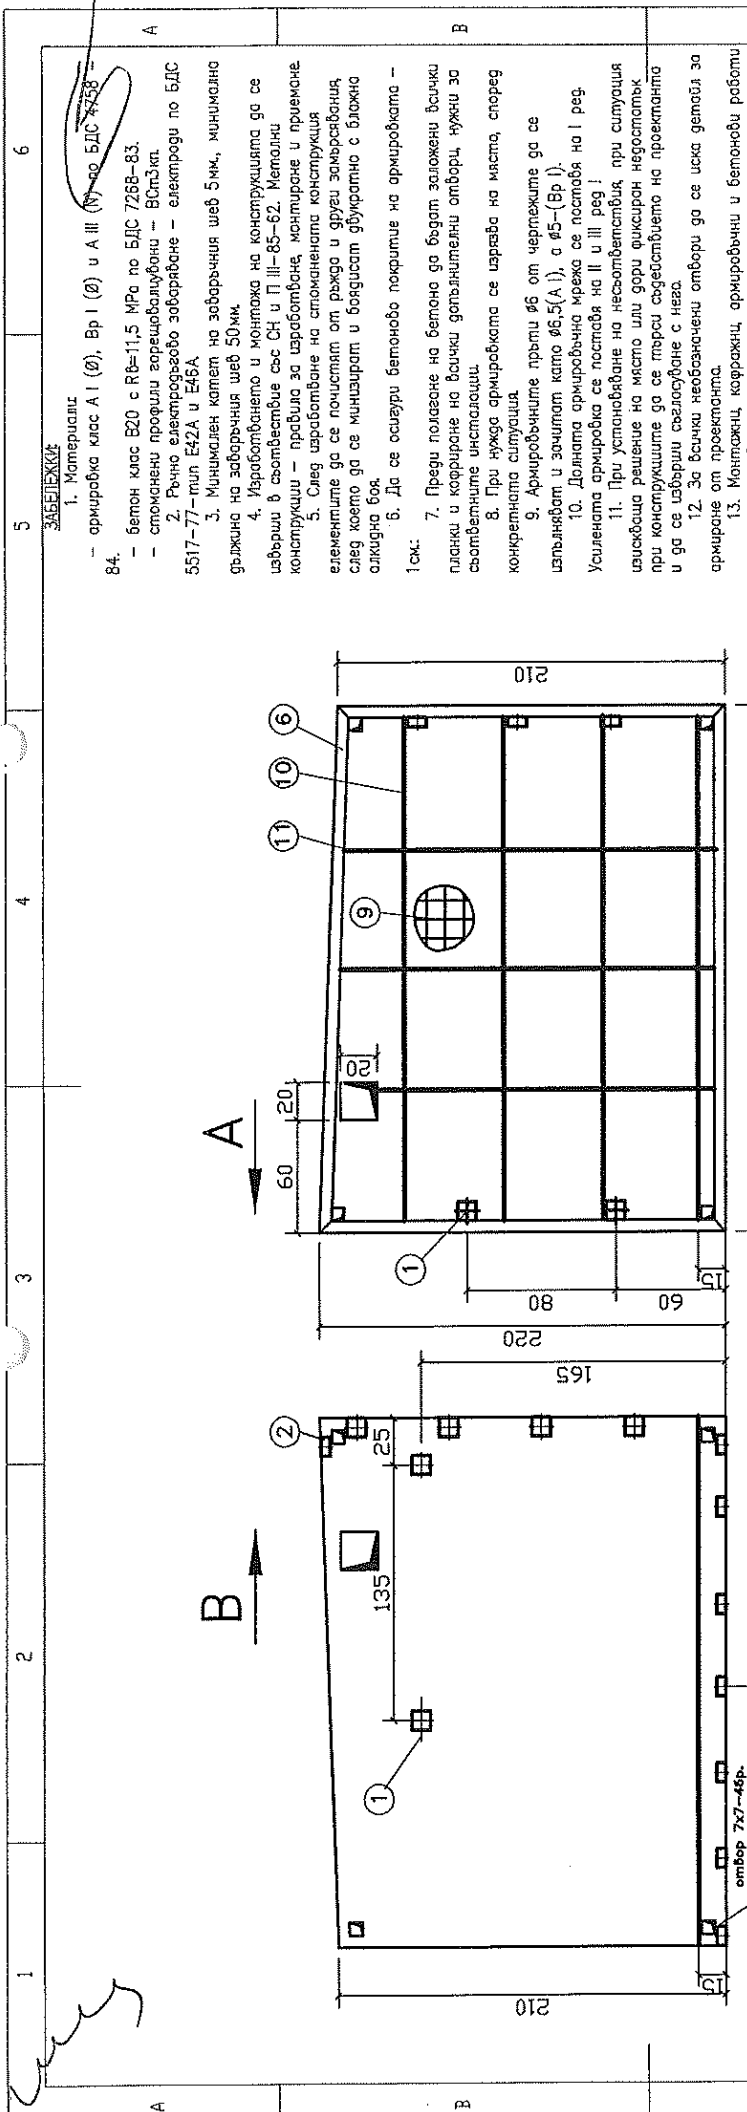 1
2
3
4
5
6
A
B
A
B
ЗАБЕЛЕЖКИ:
1. Материали:
– армировка клас А I (Ø), Вр I (Ø) и А III (N) по БДС 4758 –
84.
– бетон клас В20 с Rb=11,5 МРа по БДС 7268–83.
– стоманени профили горещовалцувани – ВСт3кп.
2. Ръчно електродъгово заваряване – електроди по БДС
5517–77–тип Е42А и Е46А
3. Минимален катет на заваръчния шев 5мм., минимална
дължина на заваръчния шев 50мм.
4. Изработването и монтажа на конструкцията да се
извърши в съответствие със СН и П III–85–62. Метални
конструкции – правила за изработване, монтиране и приемане.
5. След изработване на стоманената конструкция
елементите да се почистят от ръжда и други замърсявания,
след което да се минизират и боядисат двукратно с блажна
алкидна боя.
6. Да се осигури бетоново покритие на армировката –
1см.:
7. Преди полагане на бетона да бъдат заложени всички
планки и кофриране на всички допълнителни отвори, нужни за
съответните инсталации.
8. При нужда армировката се изрязва на място, според
конкретната ситуация.
9. Армировъчните пръти ø6 от чертежите да се
изпълняват и зачитат като ø6,5(А I), а ø5–(Вр I).
10. Долната армировъчна мрежа се поставя на I ред.
Усилената армировка се поставя на II и III ред !
11. При установяване на несъответствия, при ситуация
изискваща решение на място или дори фиксиран недостатък
при конструкциите да се търси съдействието на проектанта
и да се извърши съгласуване с него.
12. За всички необозначени отвори да се иска детайл за
армиране от проектанта.
13. Монтажни, кофражни, армировъчни и бетонови работи
B
A
1
2
135
25
165
210
15
отвор 7x7–4бр.
60
20
20
9
11
10
6
1
220
80
60
15
210